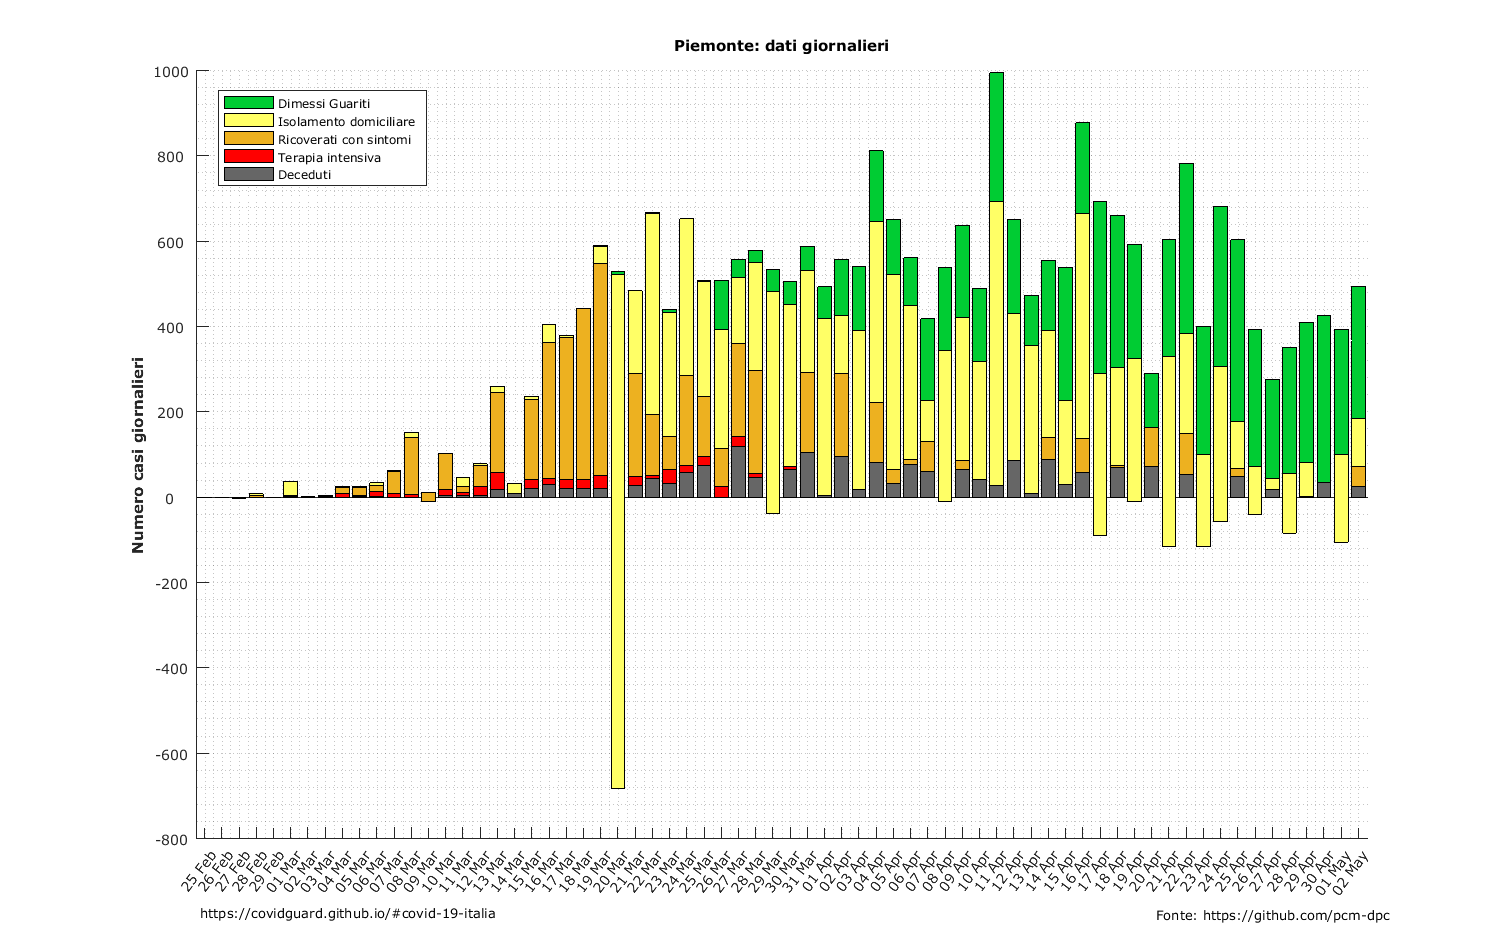 Piemonte: dati giornalieri
1000
800
600
400
200
0
-200
-400
-600
-800
Numero casi giornalieri
Dimessi Guariti
Isolamento domiciliare
Ricoverati con sintomi
Terapia intensiva
Deceduti
25 Feb
26 Feb
27 Feb
28 Feb
29 Feb
01 Mar
02 Mar
03 Mar
04 Mar
05 Mar
06 Mar
07 Mar
08 Mar
09 Mar
10 Mar
11 Mar
12 Mar
13 Mar
14 Mar
15 Mar
16 Mar
17 Mar
18 Mar
19 Mar
20 Mar
21 Mar
22 Mar
23 Mar
24 Mar
25 Mar
26 Mar
27 Mar
28 Mar
29 Mar
30 Mar
31 Mar
01 Apr
02 Apr
03 Apr
04 Apr
05 Apr
06 Apr
07 Apr
08 Apr
09 Apr
10 Apr
11 Apr
12 Apr
13 Apr
14 Apr
15 Apr
16 Apr
17 Apr
18 Apr
19 Apr
20 Apr
21 Apr
22 Apr
23 Apr
24 Apr
25 Apr
26 Apr
27 Apr
28 Apr
29 Apr
30 Apr
01 May
02 May
https://covidguard.github.io/#covid-19-italia
Fonte: https://github.com/pcm-dpc